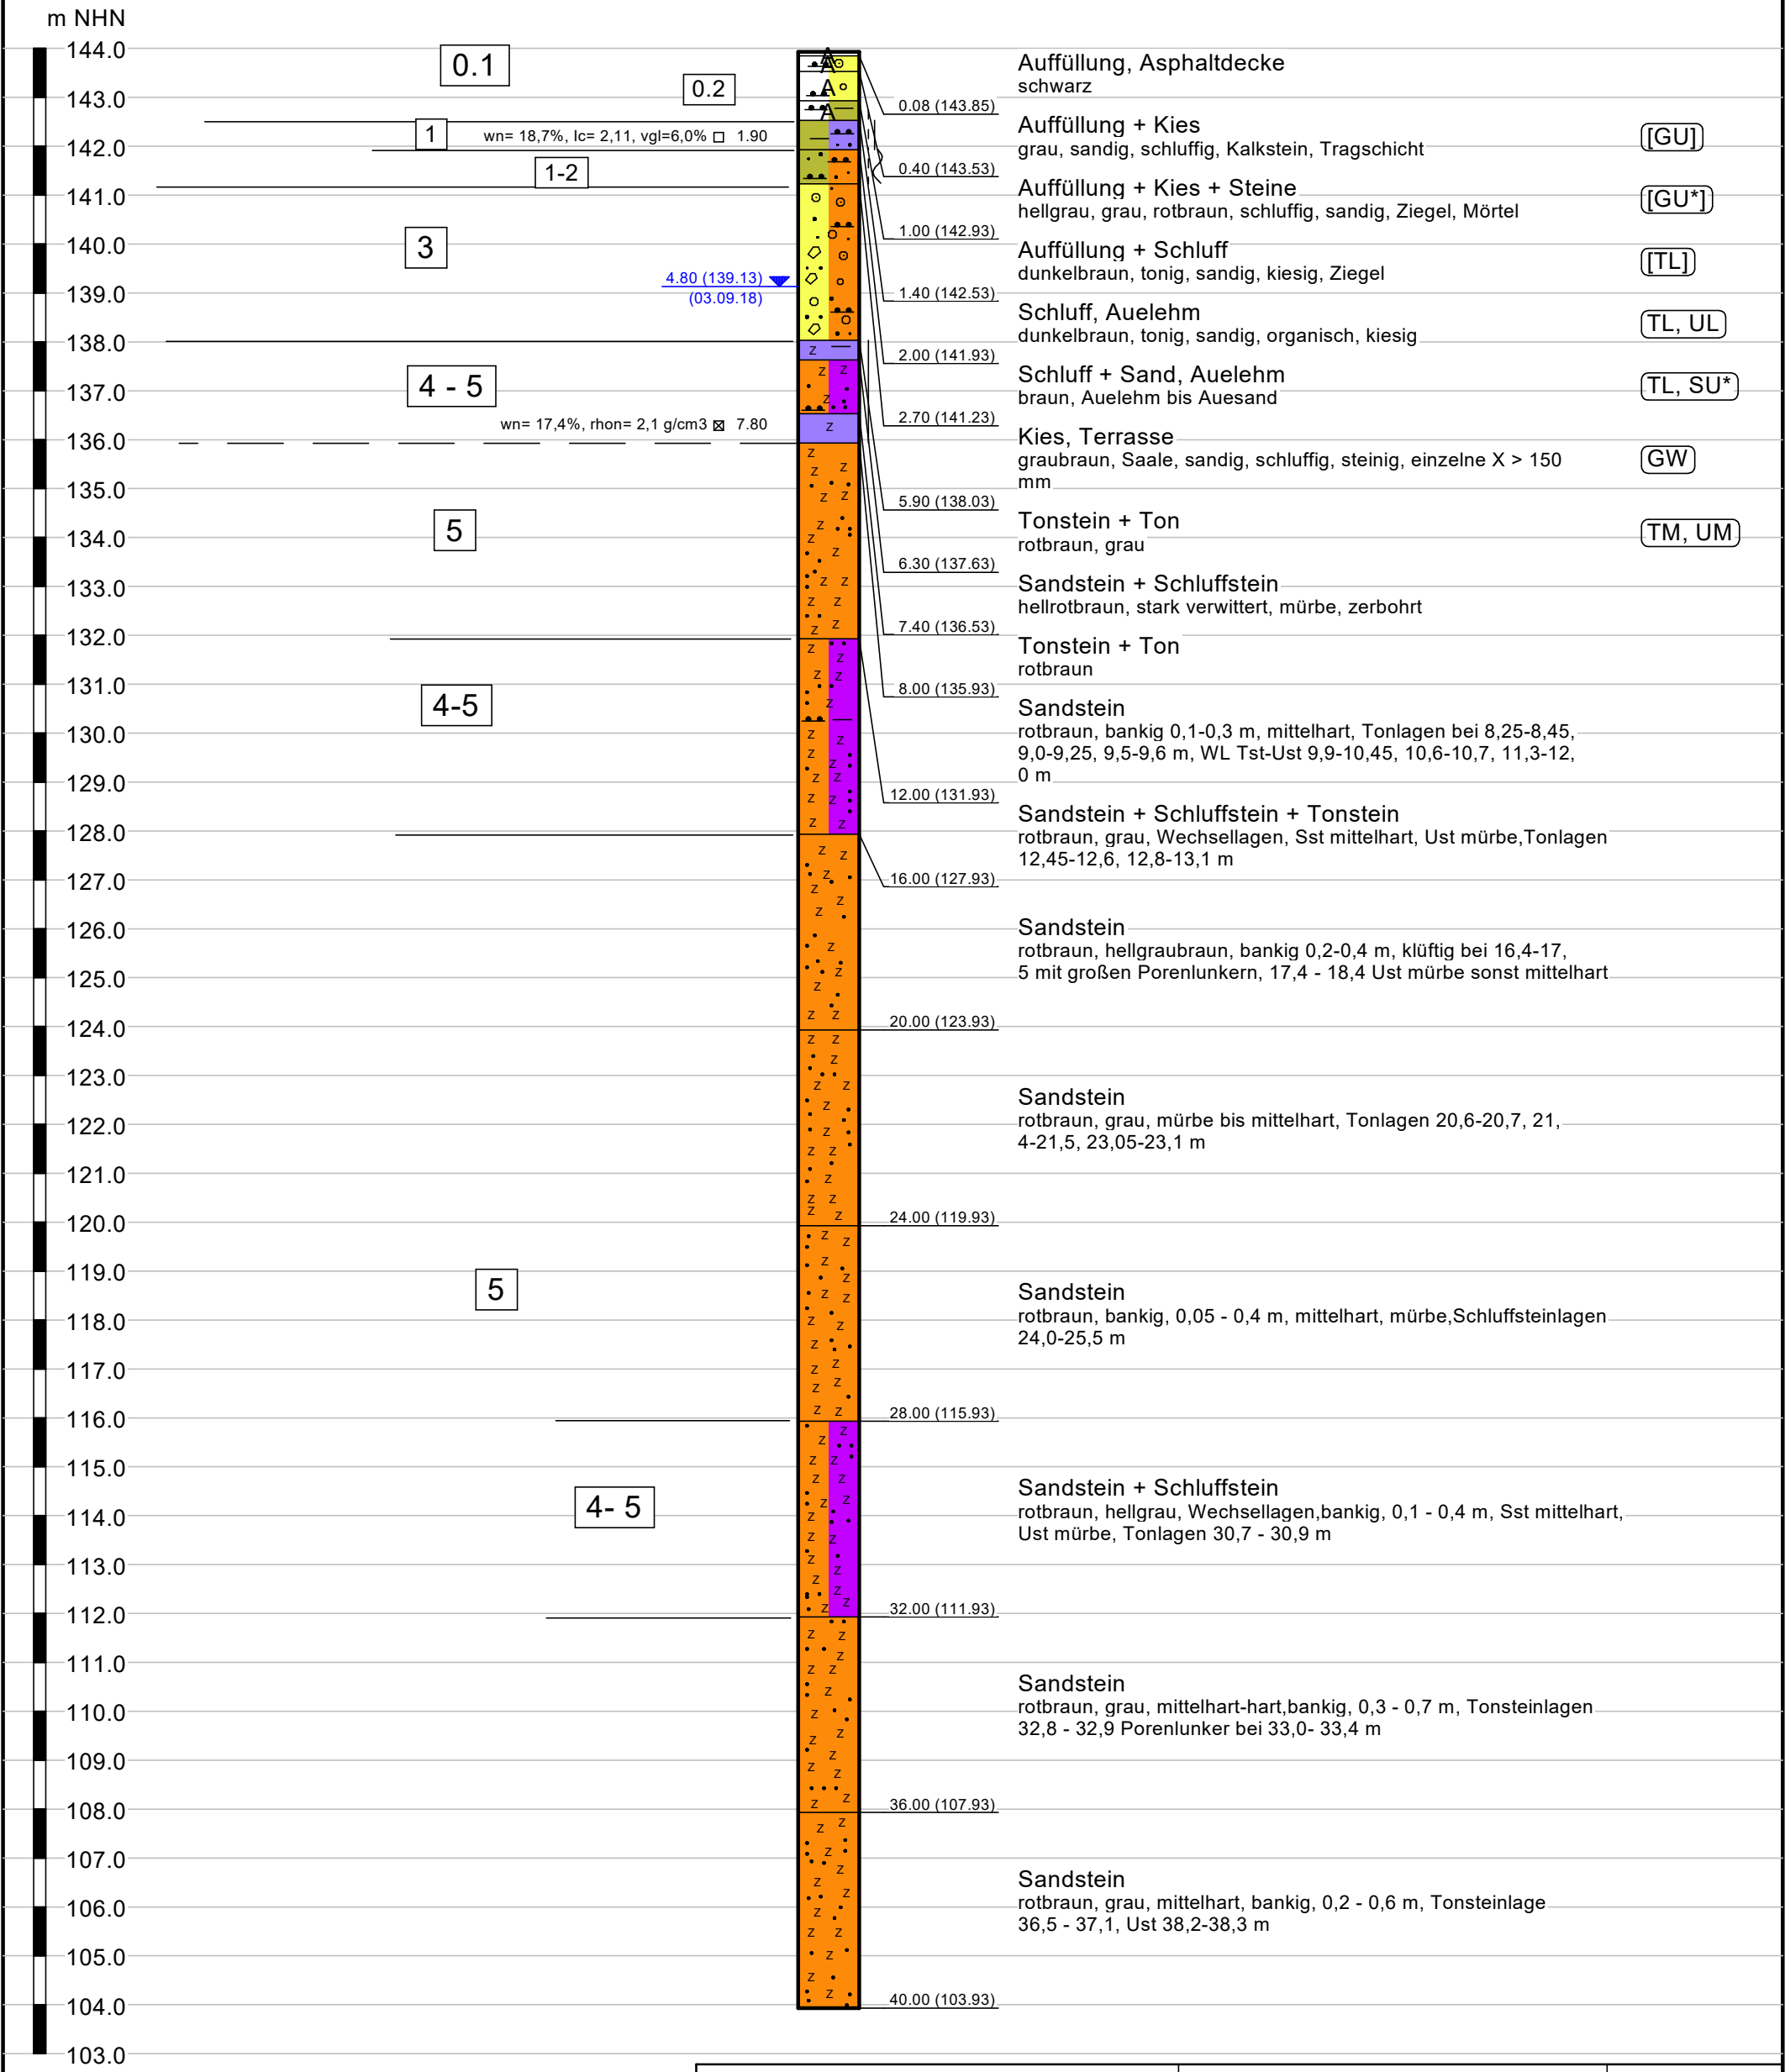 m NHN
144.0
143.0
142.0
141.0
140.0
139.0
138.0
137.0
136.0
135.0
134.0
133.0
132.0
131.0
130.0
129.0
128.0
127.0
126.0
125.0
124.0
123.0
122.0
121.0
120.0
119.0
118.0
117.0
116.0
115.0
114.0
113.0
112.0
111.0
110.0
109.0
108.0
107.0
106.0
105.0
104.0
103.0
0.1
0.2
1
wn= 18,7%, Ic= 2,11, vgl=6,0% □ 1.90
1-2
3
4.80 (139.13)
(03.09.18)
4 - 5
wn= 17,4%, rhon= 2,1 g/cm3 ⊠ 7.80
5
4-5
5
4- 5
Auffüllung, Asphaltdecke
schwarz
0.08 (143.85)
Auffüllung + Kies
grau, sandig, schluffig, Kalkstein, Tragschicht
[GU]
0.40 (143.53)
Auffüllung + Kies + Steine
hellgrau, grau, rotbraun, schluffig, sandig, Ziegel, Mörtel
[GU*]
1.00 (142.93)
Auffüllung + Schluff
dunkelbraun, tonig, sandig, kiesig, Ziegel
[TL]
1.40 (142.53)
Schluff, Auelehm
dunkelbraun, tonig, sandig, organisch, kiesig
TL, UL
2.00 (141.93)
Schluff + Sand, Auelehm
braun, Auelehm bis Auesand
TL, SU*
2.70 (141.23)
Kies, Terrasse
graubraun, Saale, sandig, schluffig, steinig, einzelne X > 150
mm
GW
5.90 (138.03)
Tonstein + Ton
rotbraun, grau
TM, UM
6.30 (137.63)
Sandstein + Schluffstein
hellrotbraun, stark verwittert, mürbe, zerbohrt
7.40 (136.53)
Tonstein + Ton
rotbraun
8.00 (135.93)
Sandstein
rotbraun, bankig 0,1-0,3 m, mittelhart, Tonlagen bei 8,25-8,45,
9,0-9,25, 9,5-9,6 m, WL Tst-Ust 9,9-10,45, 10,6-10,7, 11,3-12,
0 m
12.00 (131.93)
Sandstein + Schluffstein + Tonstein
rotbraun, grau, Wechsellagen, Sst mittelhart, Ust mürbe,Tonlagen
12,45-12,6, 12,8-13,1 m
16.00 (127.93)
Sandstein
rotbraun, hellgraubraun, bankig 0,2-0,4 m, klüftig bei 16,4-17,
5 mit großen Porenlunkern, 17,4 - 18,4 Ust mürbe sonst mittelhart
20.00 (123.93)
Sandstein
rotbraun, grau, mürbe bis mittelhart, Tonlagen 20,6-20,7, 21,
4-21,5, 23,05-23,1 m
24.00 (119.93)
Sandstein
rotbraun, bankig, 0,05 - 0,4 m, mittelhart, mürbe,Schluffsteinlagen
24,0-25,5 m
28.00 (115.93)
Sandstein + Schluffstein
rotbraun, hellgrau, Wechsellagen,bankig, 0,1 - 0,4 m, Sst mittelhart,
Ust mürbe, Tonlagen 30,7 - 30,9 m
32.00 (111.93)
Sandstein
rotbraun, grau, mittelhart-hart,bankig, 0,3 - 0,7 m, Tonsteinlagen
32,8 - 32,9 Porenlunker bei 33,0- 33,4 m
36.00 (107.93)
Sandstein
rotbraun, grau, mittelhart, bankig, 0,2 - 0,6 m, Tonsteinlage
36,5 - 37,1, Ust 38,2-38,3 m
40.00 (103.93)